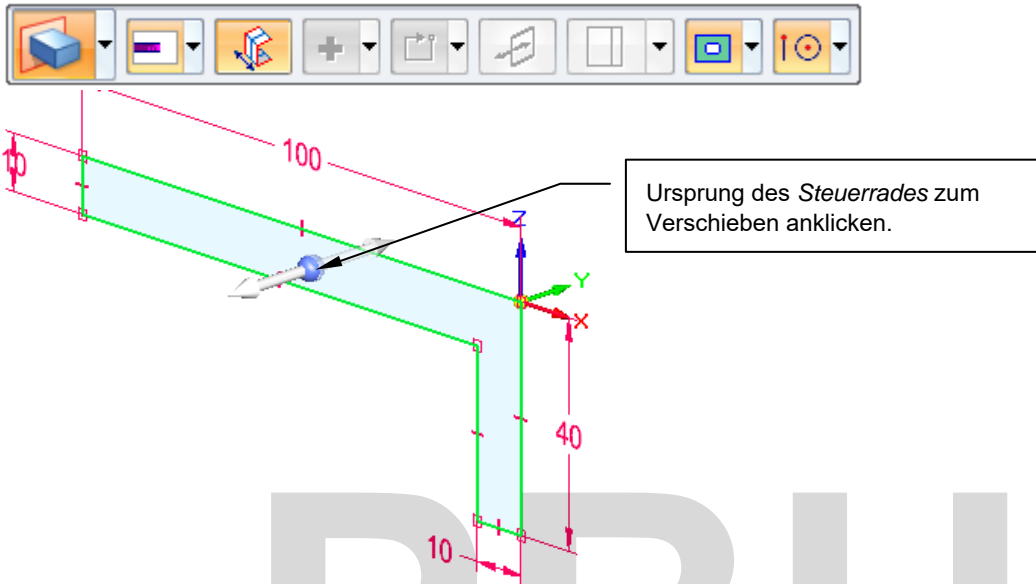 10
100
Ursprung des Steuerrades zum
Verschieben anklicken.
Z
Y
X
40
10